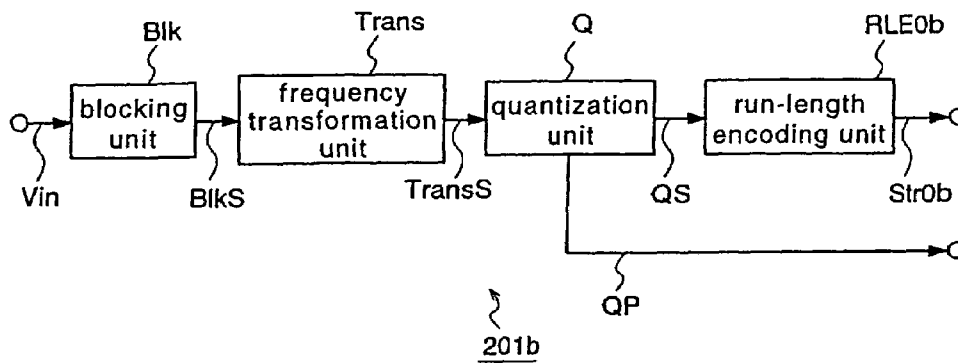 Blk
Trans
Q
RLE0b
blocking
unit
frequency
transformation
unit
quantization
unit
run-length
encoding unit
Vin
BlkS
TransS
QS
Str0b
QP
201b